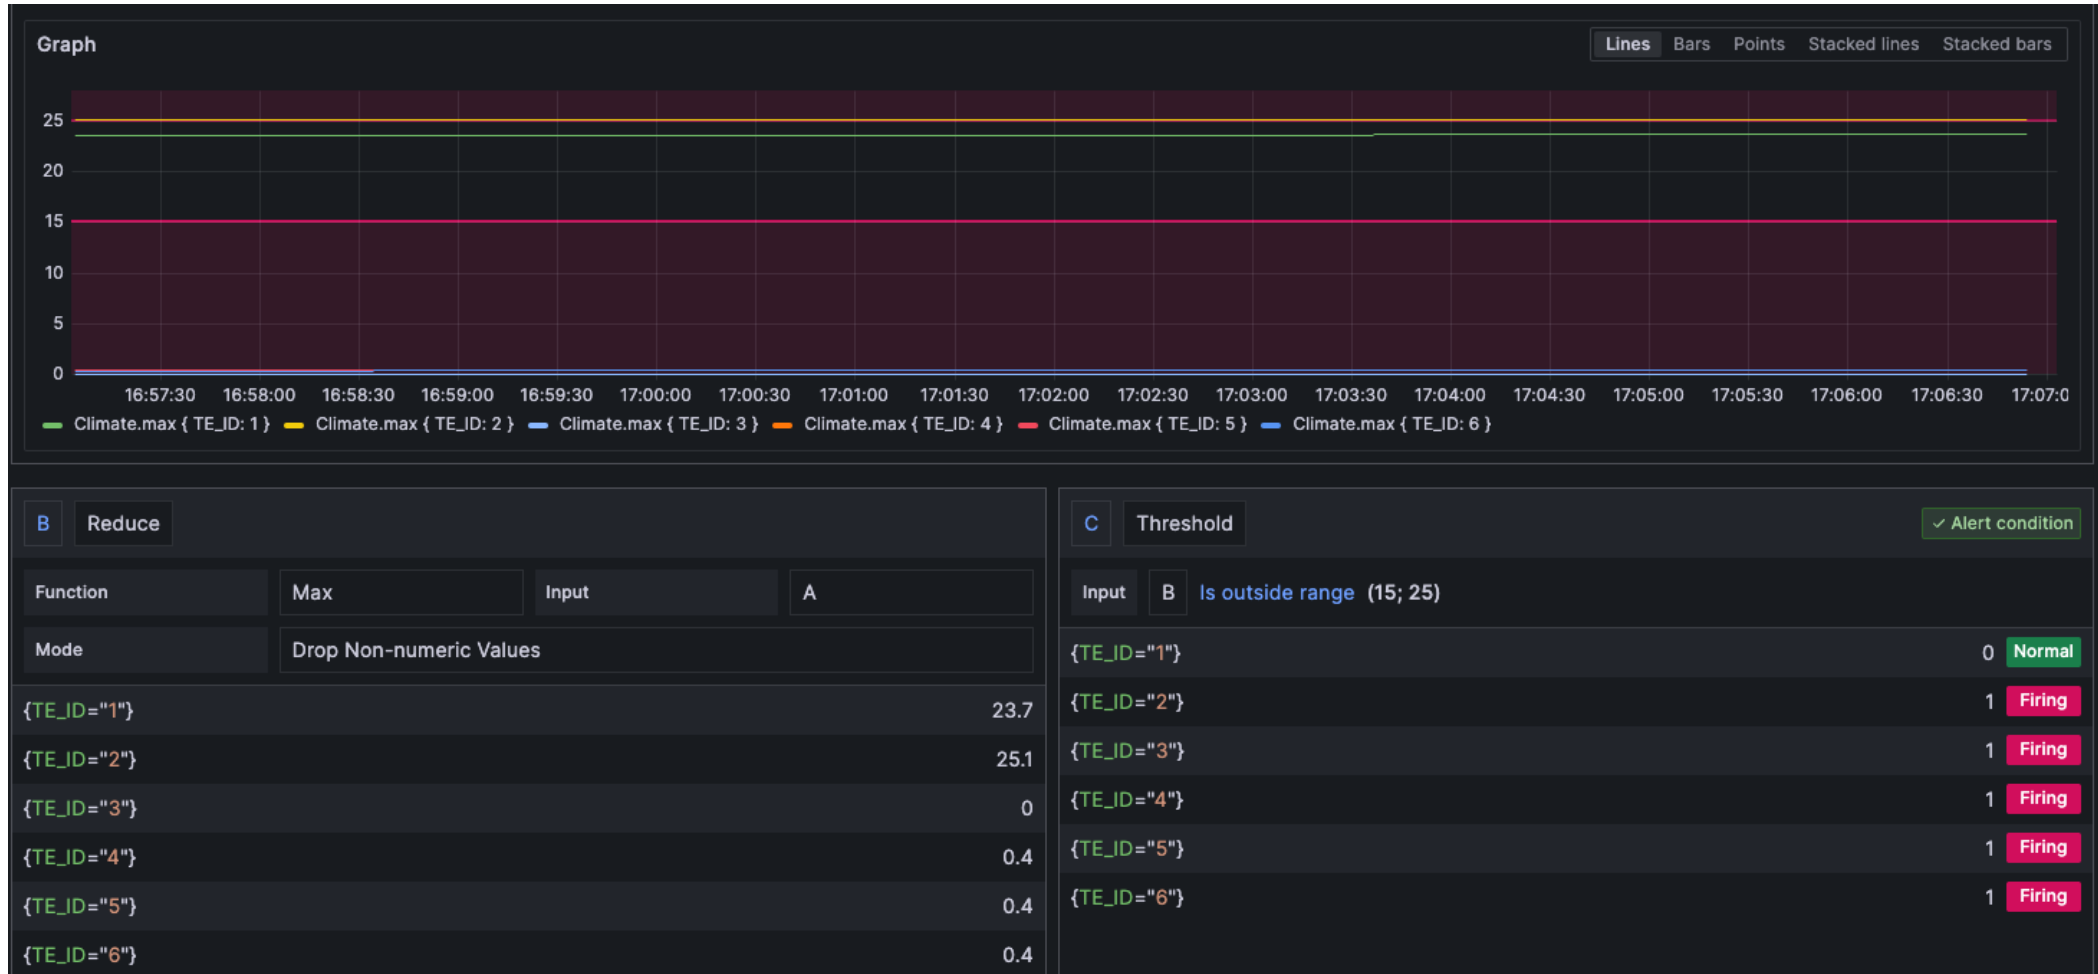 Graph
Lines Bars Points Stacked lines Stacked bars
25
20
15
10
5
0
16:57:30 16:58:00 16:58:30 16:59:00 16:59:30 17:00:00 17:00:30 17:01:00 17:01:30 17:02:00 17:02:30 17:03:00 17:03:30 17:04:00 17:04:30 17:05:00 17:05:30 17:06:00 17:06:30 17:07:0
Climate.max { TE_ID: 1 } Climate.max { TE_ID: 2 } Climate.max { TE_ID: 3 } Climate.max { TE_ID: 4 } Climate.max { TE_ID: 5 } Climate.max { TE_ID: 6 }
B Reduce
Function Max Input A
Mode Drop Non-numeric Values
{TE_ID="1"} 23.7
{TE_ID="2"} 25.1
{TE_ID="3"} 0
{TE_ID="4"} 0.4
{TE_ID="5"} 0.4
{TE_ID="6"} 0.4
C Threshold ✓ Alert condition
Input B Is outside range (15; 25)
{TE_ID="1"} 0 Normal
{TE_ID="2"} 1 Firing
{TE_ID="3"} 1 Firing
{TE_ID="4"} 1 Firing
{TE_ID="5"} 1 Firing
{TE_ID="6"} 1 Firing